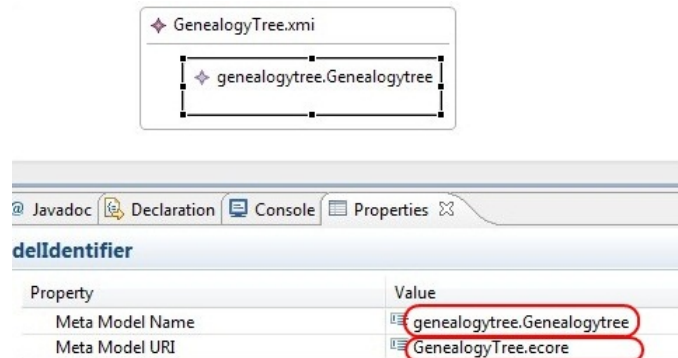 GenealogyTree.xmi
genealogytree.Genealogytree
@ Javadoc Declaration Console Properties
delIdentifier
Property Value
Meta Model Name genealogytree.Genealogytree
Meta Model URI GenealogyTree.ecore